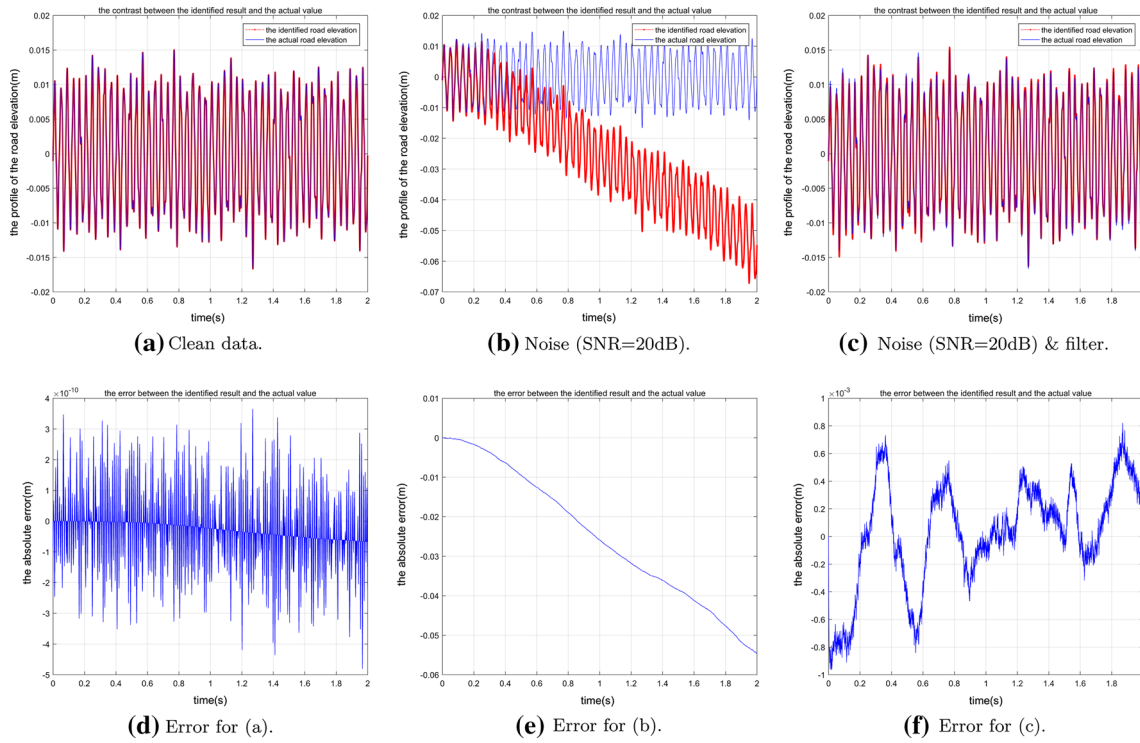 the contrast between the identified result and the actual value
the identified road elevation
the actual road elevation
0.02
0.015
0.01
0.005
0
-0.005
-0.01
-0.015
-0.02
the profile of the road elevation(m)
0 0.2 0.4 0.6 0.8 1 1.2 1.4 1.6 1.8 2
time(s)
(a) Clean data.
the contrast between the identified result and the actual value
the identified road elevation
the actual road elevation
0.02
0.01
0
-0.01
-0.02
-0.03
-0.04
-0.05
-0.06
-0.07
the profile of the road elevation(m)
0 0.2 0.4 0.6 0.8 1 1.2 1.4 1.6 1.8 2
time(s)
(b) Noise (SNR=20dB).
the contrast between the identified result and the actual value
the identified road elevation
the actual road elevation
0.02
0.015
0.01
0.005
0
-0.005
-0.01
-0.015
-0.02
the profile of the road elevation(m)
0 0.2 0.4 0.6 0.8 1 1.2 1.4 1.6 1.8
time(s)
(c) Noise (SNR=20dB) & filter.
×10⁻¹⁰
the error between the identified result and the actual value
4
3
2
1
0
-1
-2
-3
-4
-5
the absolute error(m)
0 0.2 0.4 0.6 0.8 1 1.2 1.4 1.6 1.8 2
time(s)
(d) Error for (a).
the error between the identified result and the actual value
0.01
0
-0.01
-0.02
-0.03
-0.04
-0.05
-0.06
the absolute error(m)
0 0.2 0.4 0.6 0.8 1 1.2 1.4 1.6 1.8 2
time(s)
(e) Error for (b).
×10⁻³
the error between the identified result and the actual value
1
0.8
0.6
0.4
0.2
0
-0.2
-0.4
-0.6
-0.8
-1
the absolute error(m)
0 0.2 0.4 0.6 0.8 1 1.2 1.4 1.6 1.8
time(s)
(f) Error for (c).